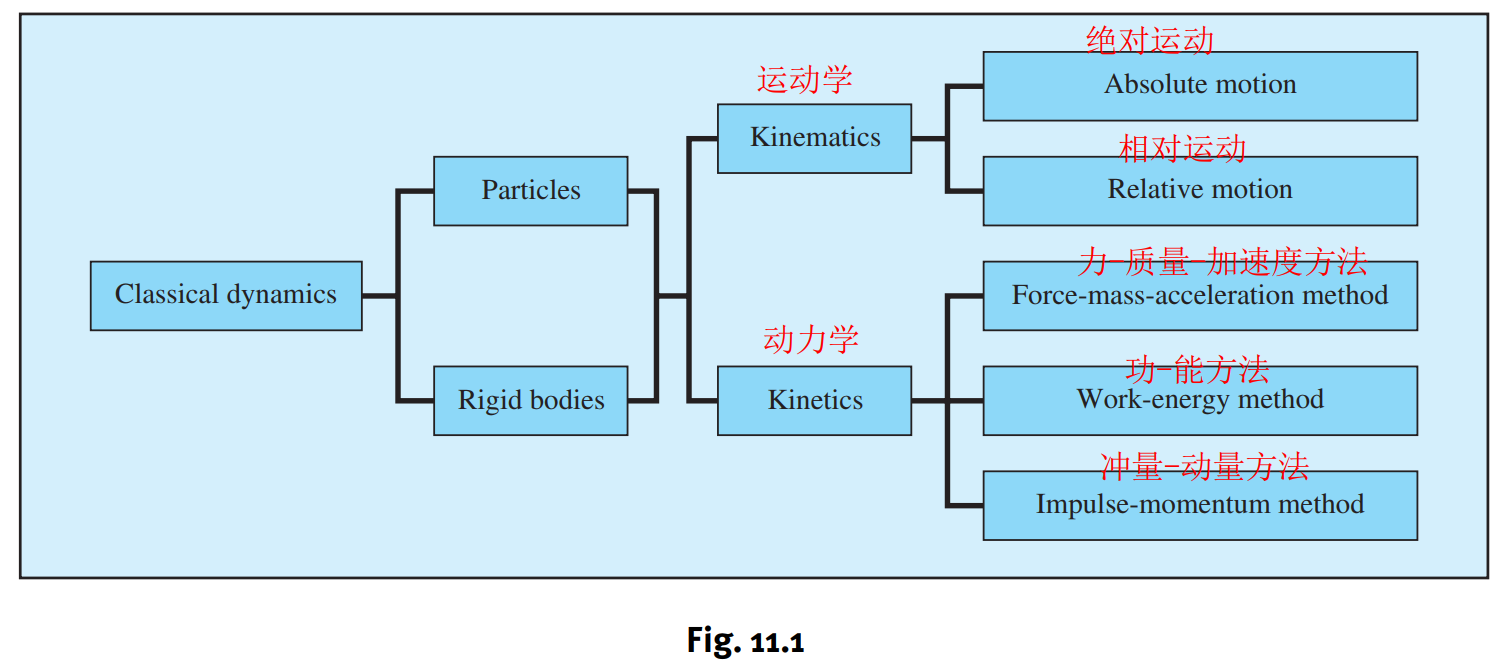 绝对运动
Absolute motion
运动学
Kinematics
相对运动
Relative motion
Particles
Classical dynamics
力-质量-加速度方法
Force-mass-acceleration method
动力学
Kinetics
Rigid bodies
功-能方法
Work-energy method
冲量-动量方法
Impulse-momentum method
Fig. 11.1